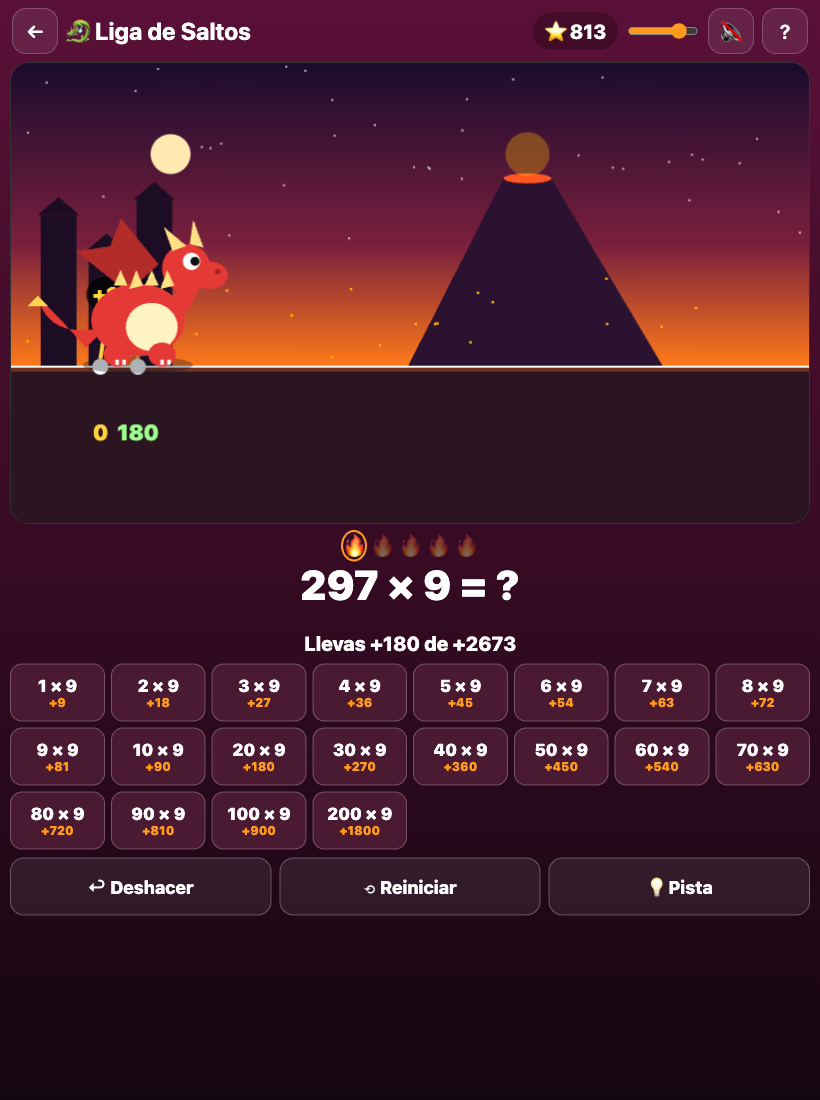 Liga de Saltos
813
?
0 180
297 × 9 = ?
Llevas +180 de +2673
1 × 9 2 × 9 3 × 9 4 × 9 5 × 9 6 × 9 7 × 9 8 × 9
+9 +18 +27 +36 +45 +54 +63 +72
9 × 9 10 × 9 20 × 9 30 × 9 40 × 9 50 × 9 60 × 9 70 × 9
+81 +90 +180 +270 +360 +450 +540 +630
80 × 9 90 × 9 100 × 9 200 × 9
+720 +810 +900 +1800
Deshacer Reiniciar Pista